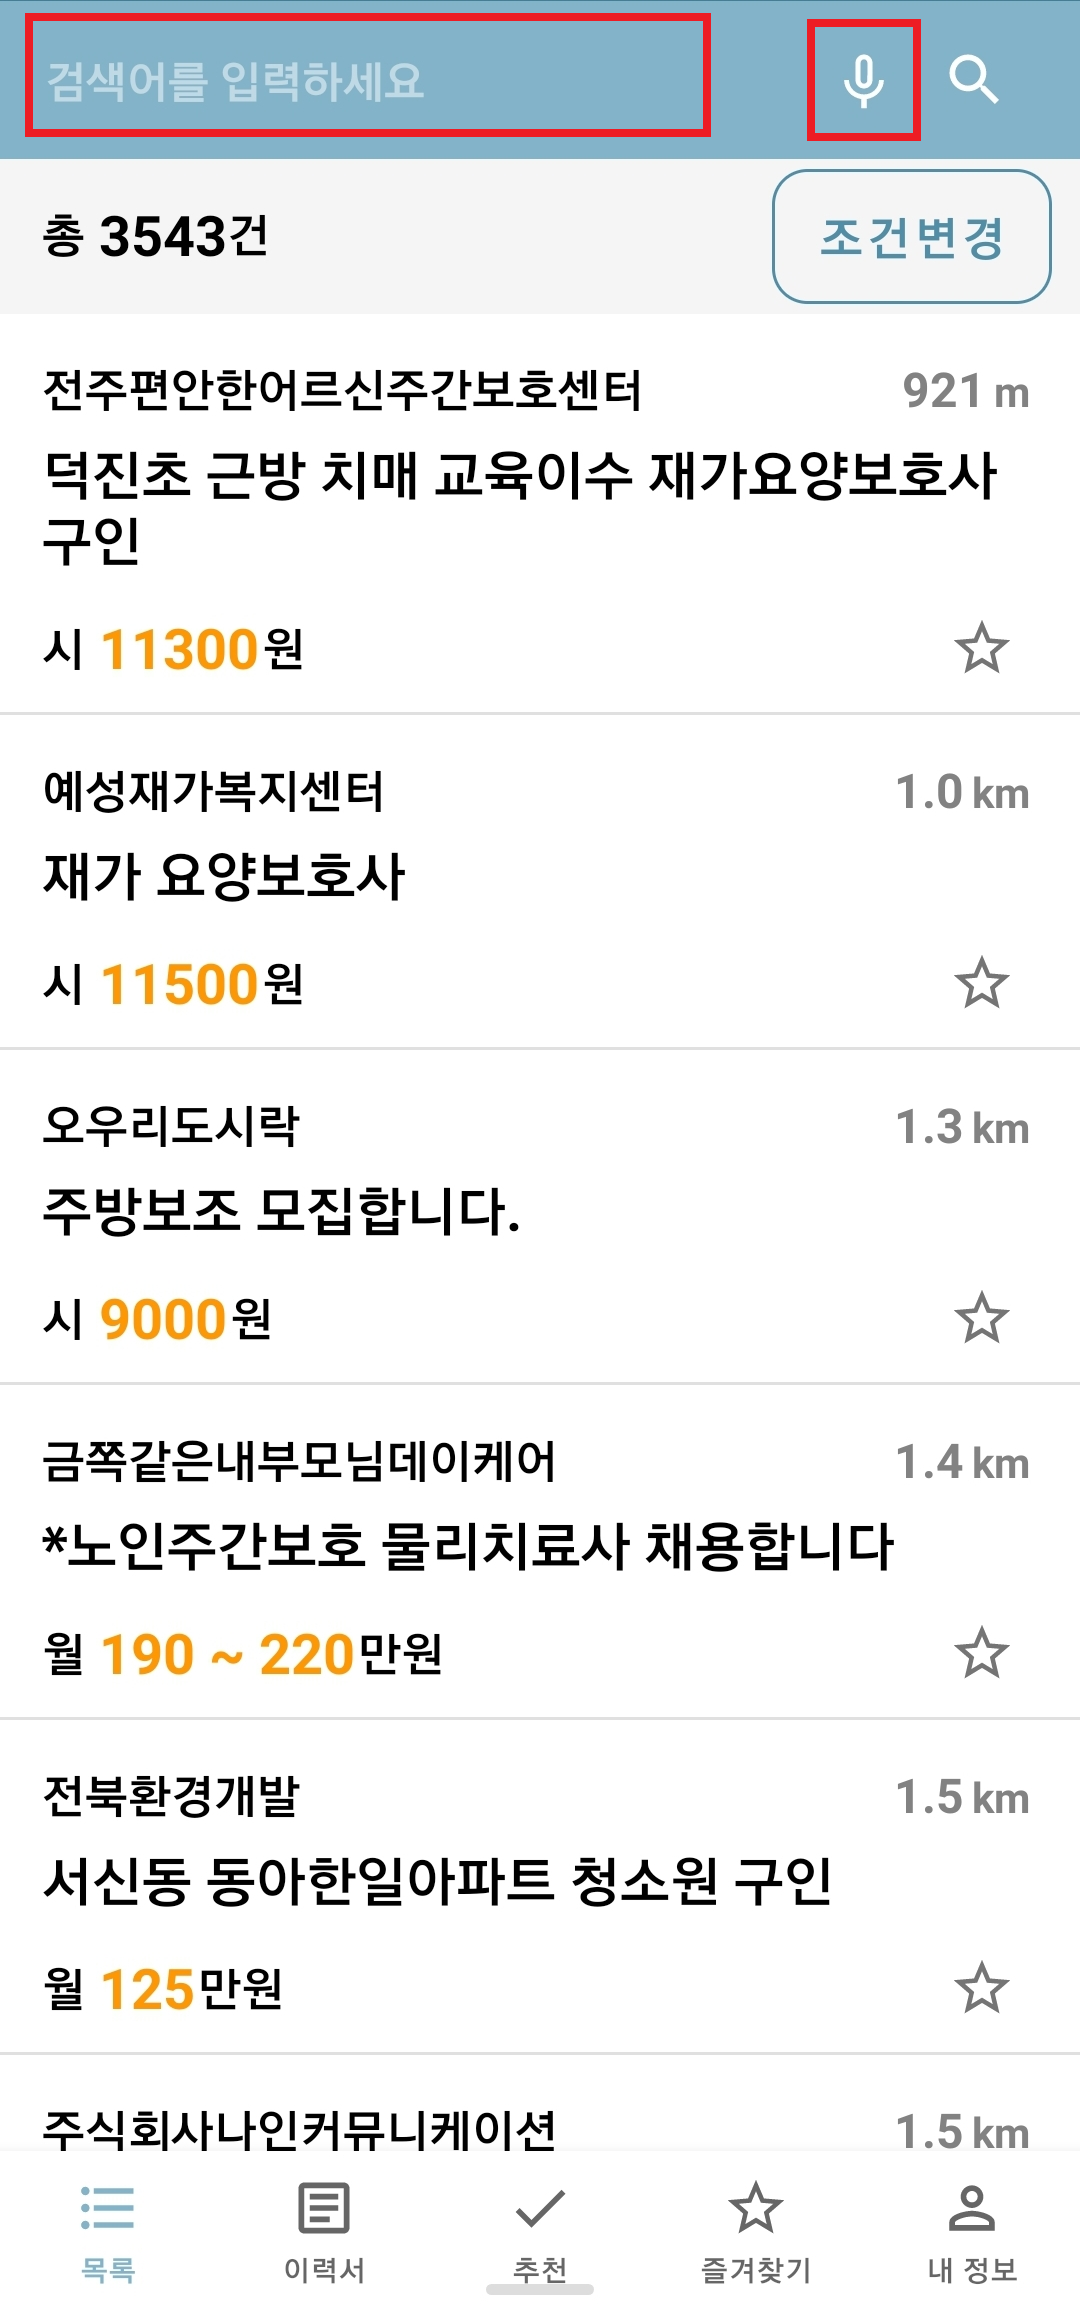 검색어를 입력하세요
총 3543건
조건변경
전주편안한어르신주간보호센터
921 m
덕진초 근방 치매 교육이수 재가요양보호사
구인
시 11300원
예성재가복지센터
1.0 km
재가 요양보호사
시 11500원
오우리도시락
1.3 km
주방보조 모집합니다.
시 9000원
금쪽같은내부모님데이케어
1.4 km
*노인주간보호 물리치료사 채용합니다
월 190 ~ 220만원
전북환경개발
1.5 km
서신동 동아한일아파트 청소원 구인
월 125만원
주식회사나인커뮤니케이션
1.5 km
목록
이력서
추천
즐겨찾기
내 정보